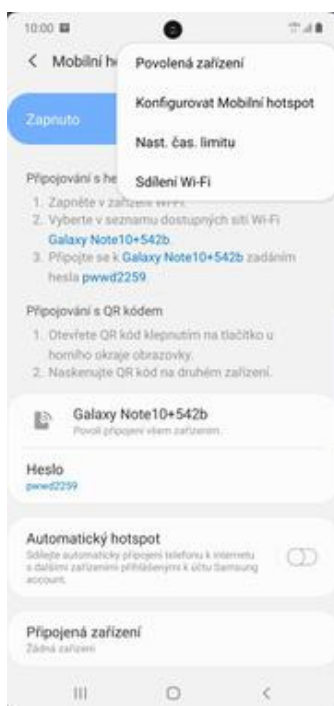 10:00
Mobilní h
Povolená zařízení
Konfigurovat Mobilní hotspot
Nast. čas. limitu
Sdílení Wi-Fi
Zapnuto
Připojování s he
1. Zapněte v zařízení Wi-Fi.
2. Vyberte v seznamu dostupných sítí Wi-Fi
Galaxy Note10+542b.
3. Připojte se k Galaxy Note10+542b zadáním
hesla pwwd2259.
Připojování s QR kódem
1. Otevřete QR kód klepnutím na tlačítko u
horního okraje obrazovky.
2. Naskenujte QR kód na druhém zařízení.
Galaxy Note10+542b
Povolí připojení všem zařízením.
Heslo
pwwd2259
Automatický hotspot
Sdílejte automaticky připojení telefonu k internetu
s dalšími zařízeními přihlášenými k účtu Samsung
account.
Připojená zařízení
Žádná zařízení